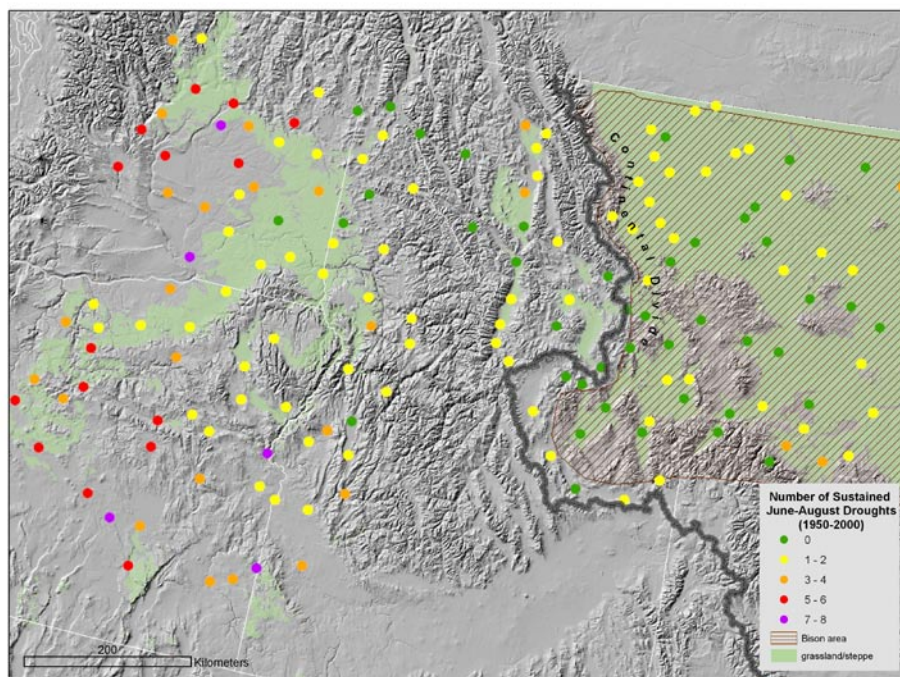 Continental Divide
Number of Sustained
June-August Droughts
(1950-2000)
0
1 - 2
3 - 4
5 - 6
7 - 8
Bison area
grassland/steppe
200
Kilometers